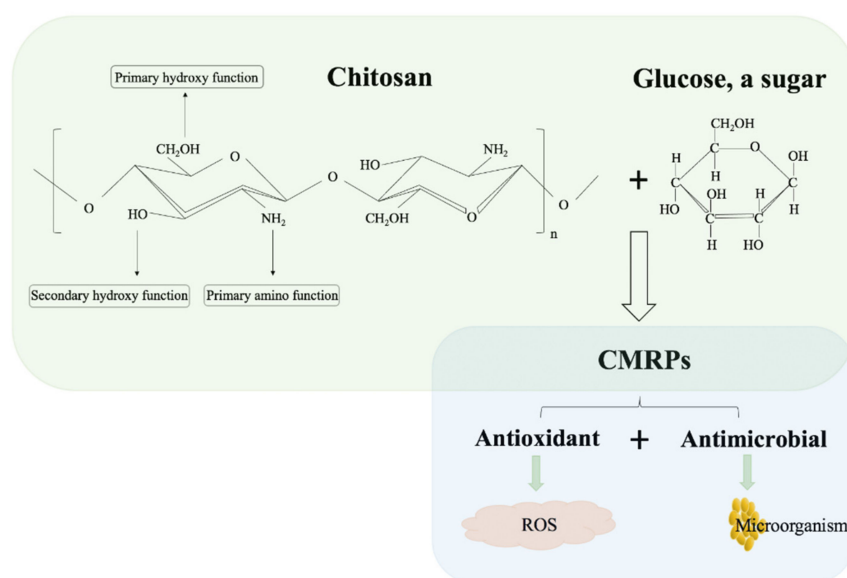 Primary hydroxy function
Chitosan
Glucose, a sugar
CH₂OH
O
HO
NH₂
O
HO
NH₂
O
CH₂OH
O
O
n
+
CH₂OH
C
O
H
OH
C
H
C
HO
OH
H
H
C
C
H
HO
Secondary hydroxy function
Primary amino function
CMRPs
Antioxidant + Antimicrobial
ROS
Microorganism